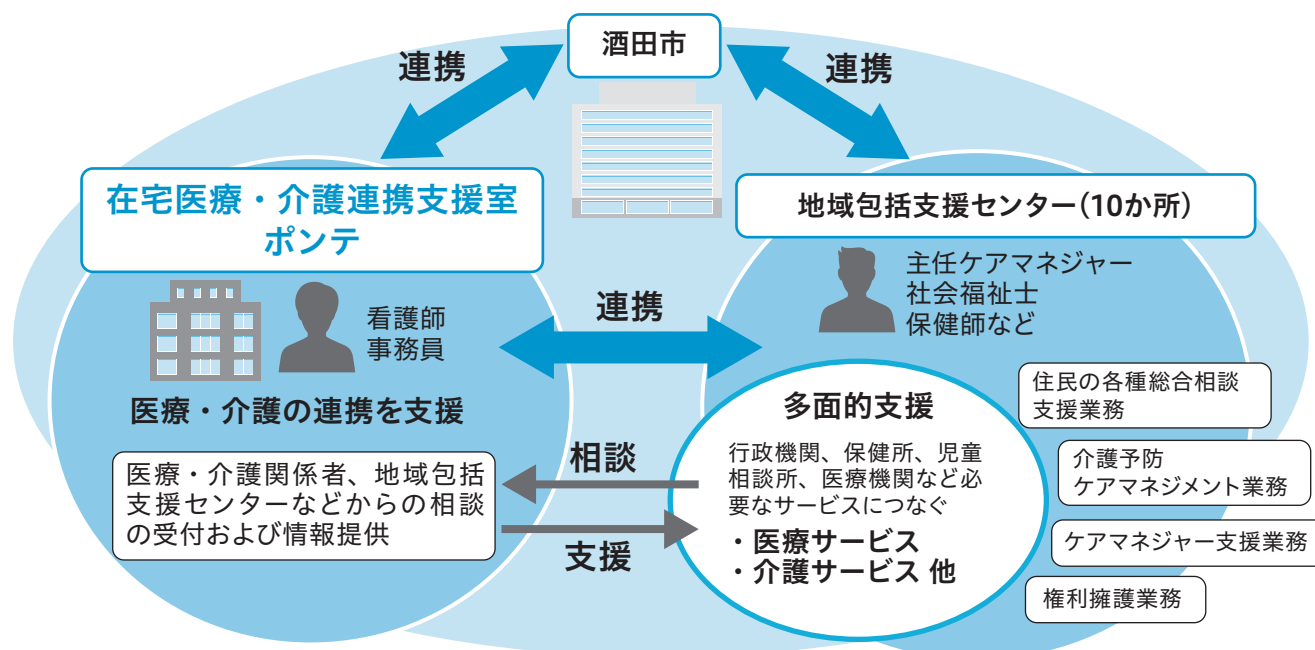 酒田市
連携
連携
在宅医療・介護連携支援室
ポンテ
看護師
事務員
医療・介護の連携を支援
医療・介護関係者、地域包括
支援センターなどからの相談
の受付および情報提供
連携
相談
支援
地域包括支援センター(10か所)
主任ケアマネジャー
社会福祉士
保健師など
多面的支援
行政機関、保健所、児童
相談所、医療機関など必
要なサービスにつなぐ
・医療サービス
・介護サービス 他
住民の各種総合相談
支援業務
介護予防
ケアマネジメント業務
ケアマネジャー支援業務
権利擁護業務